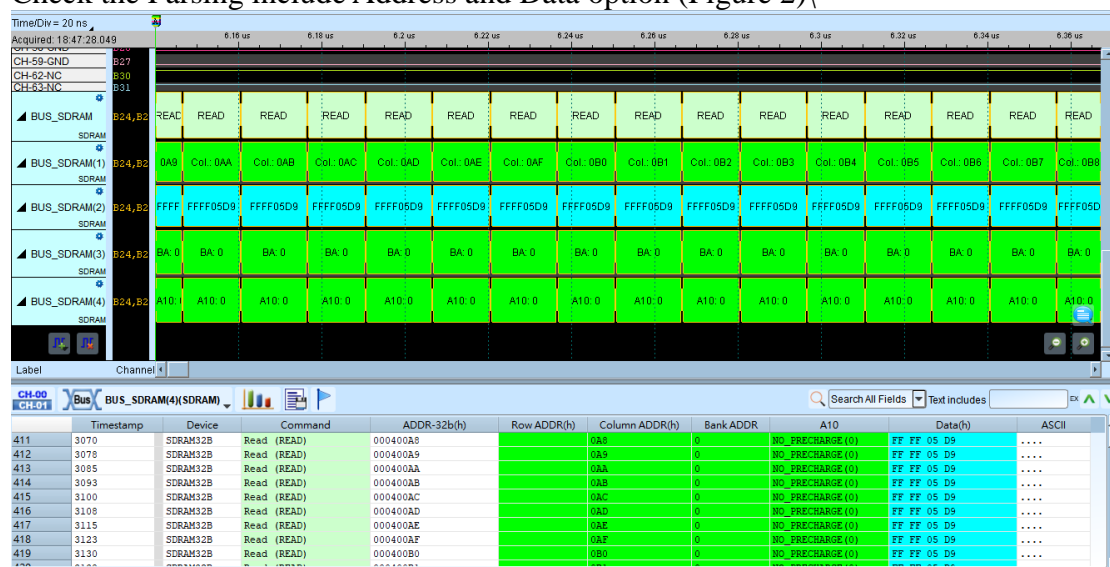 Check the Parsing include Address and Data option (Figure 2)\
Time/Div = 20 ns
Acquired: 18:47:28.049
6.16 us 6.18 us 6.2 us 6.22 us 6.24 us 6.26 us 6.28 us 6.3 us 6.32 us 6.34 us 6.36 us
CH-59-GND B27
CH-62-NC B30
CH-63-NC B31
BUS_SDRAM B24,B2 READ READ READ READ READ READ READ READ READ READ READ READ READ READ READ
SDRAM
BUS_SDRAM(1) B24,B2 0A9 Col.: 0AA Col.: 0AB Col.: 0AC Col.: 0AD Col.: 0AE Col.: 0AF Col.: 0B0 Col.: 0B1 Col.: 0B2 Col.: 0B3 Col.: 0B4 Col.: 0B5 Col.: 0B6 Col.: 0B7 Col.: 0B8
SDRAM
BUS_SDRAM(2) B24,B2 FFFF FFFF05D9 FFFF05D9 FFFF05D9 FFFF05D9 FFFF05D9 FFFF05D9 FFFF05D9 FFFF05D9 FFFF05D9 FFFF05D9 FFFF05D9 FFFF05D9 FFFF05D9 FFFF05D9 FFFF05D
SDRAM
BUS_SDRAM(3) B24,B2 BA: 0 BA: 0 BA: 0 BA: 0 BA: 0 BA: 0 BA: 0 BA: 0 BA: 0 BA: 0 BA: 0 BA: 0 BA: 0 BA: 0 BA: 0 BA: 0
SDRAM
BUS_SDRAM(4) B24,B2 A10: A10: 0 A10: 0 A10: 0 A10: 0 A10: 0 A10: 0 A10: 0 A10: 0 A10: 0 A10: 0 A10: 0 A10: 0 A10: 0 A10: 0 A10: 0
SDRAM
Label Channel
CH-00 CH-01 Bus BUS_SDRAM(4)(SDRAM) Search All Fields Text includes EX
Timestamp Device Command ADDR-32b(h) Row ADDR(h) Column ADDR(h) Bank ADDR A10 Data(h) ASCII
411 3070 SDRAM32B Read (READ) 000400A8 0A8 0 NO_PRECHARGE(0) FF FF 05 D9 ....
412 3078 SDRAM32B Read (READ) 000400A9 0A9 0 NO_PRECHARGE(0) FF FF 05 D9 ....
413 3085 SDRAM32B Read (READ) 000400AA 0AA 0 NO_PRECHARGE(0) FF FF 05 D9 ....
414 3093 SDRAM32B Read (READ) 000400AB 0AB 0 NO_PRECHARGE(0) FF FF 05 D9 ....
415 3100 SDRAM32B Read (READ) 000400AC 0AC 0 NO_PRECHARGE(0) FF FF 05 D9 ....
416 3108 SDRAM32B Read (READ) 000400AD 0AD 0 NO_PRECHARGE(0) FF FF 05 D9 ....
417 3115 SDRAM32B Read (READ) 000400AE 0AE 0 NO_PRECHARGE(0) FF FF 05 D9 ....
418 3123 SDRAM32B Read (READ) 000400AF 0AF 0 NO_PRECHARGE(0) FF FF 05 D9 ....
419 3130 SDRAM32B Read (READ) 000400B0 0B0 0 NO_PRECHARGE(0) FF FF 05 D9 ....